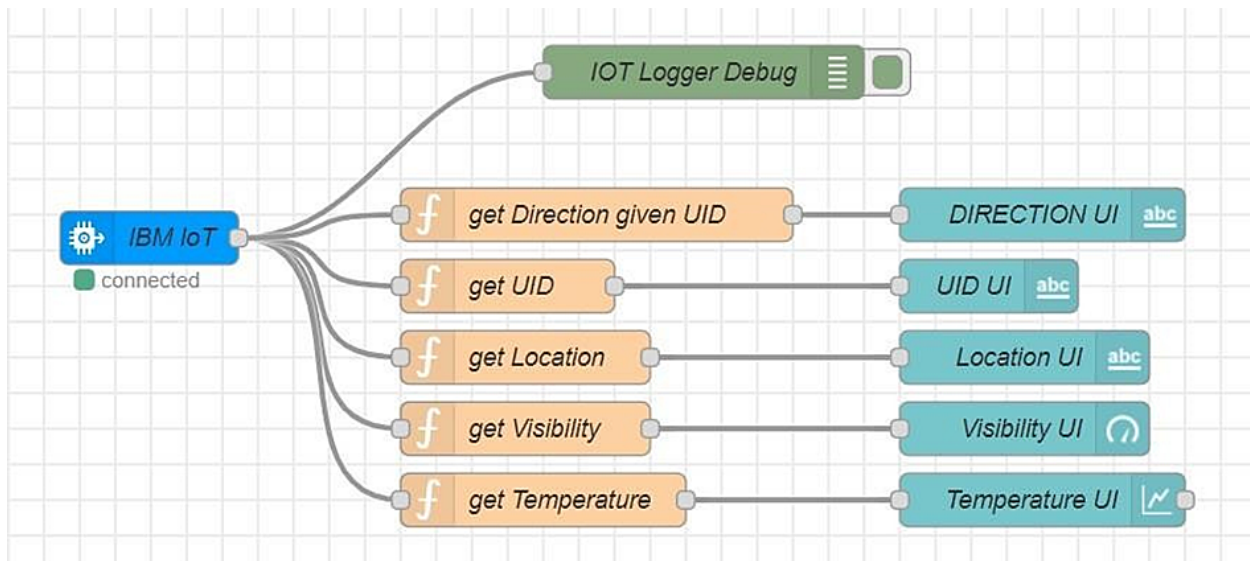 IOT Logger Debug
IBM IoT
connected
get Direction given UID
DIRECTION UI
abc
get UID
UID UI
abc
get Location
Location UI
abc
get Visibility
Visibility UI
get Temperature
Temperature UI